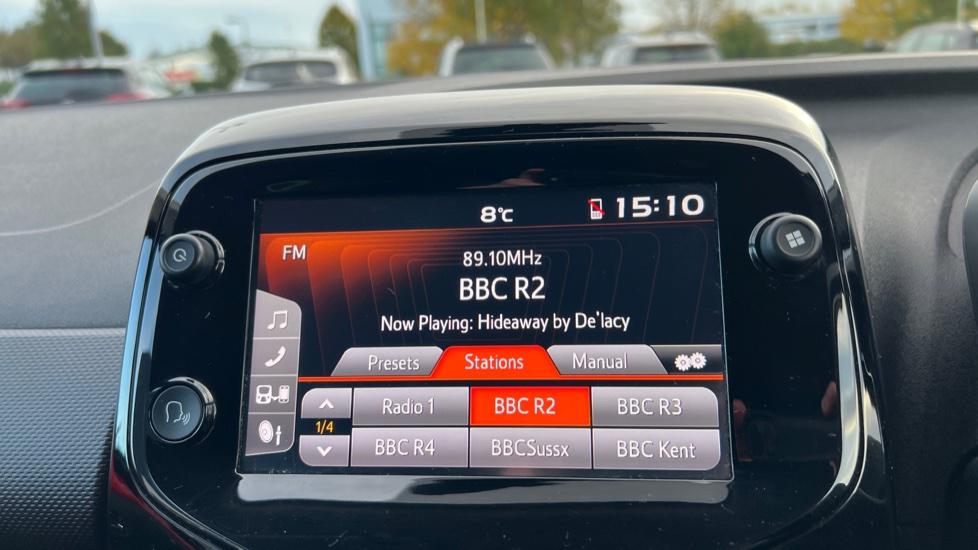 8°C 15:10
FM
89.10MHz
BBC R2
Now Playing: Hideaway by De'lacy
Presets Stations Manual
Radio 1 BBC R2 BBC R3
1/4
BBC R4 BBCSussx BBC Kent